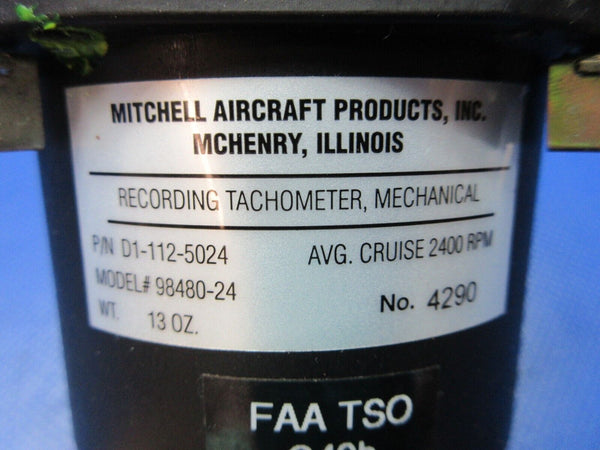 MITCHELL AIRCRAFT PRODUCTS, INC.
MCHENRY, ILLINOIS
RECORDING TACHOMETER, MECHANICAL
P/N D1-112-5024 AVG. CRUISE 2400 RPM
MODEL# 98480-24 No. 4290
WT. 13 OZ.
FAA TSO